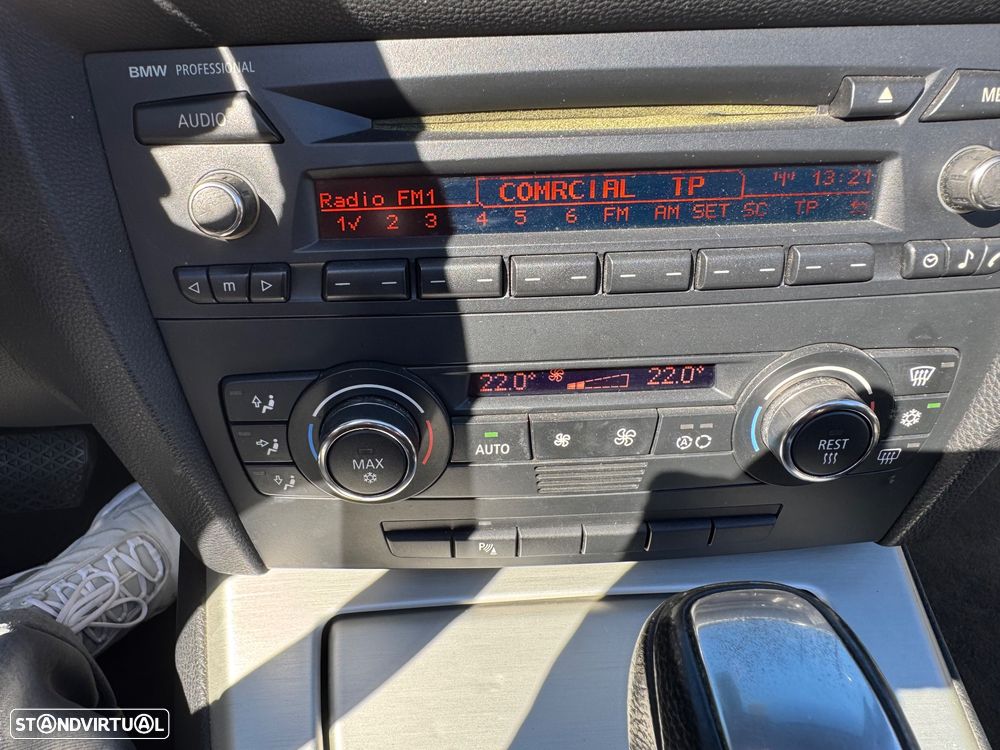 BMW PROFESSIONAL
AUDIO
ME
Radio FM1 COMRCIAL TP 13:21
1√ 2 3 4 5 6 FM AM SET SC TP
m
22.0° 22.0°
MAX
AUTO
A
REST
P
STANDVIRTUAL